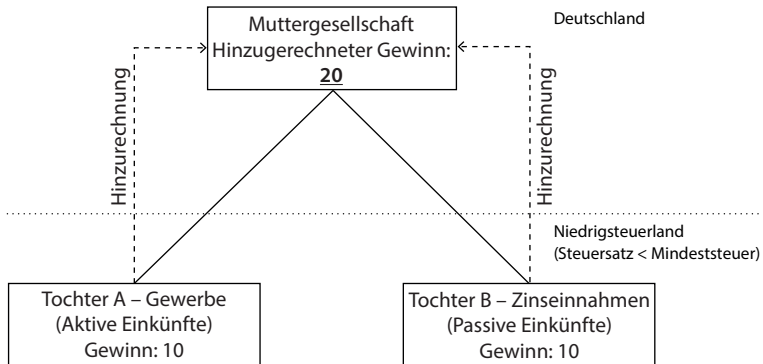 Muttergesellschaft
Hinzugerechneter Gewinn:
20
Deutschland
Hinzurechnung
Hinzurechnung
Niedrigsteuerland
(Steuersatz < Mindeststeuer)
Tochter A – Gewerbe
(Aktive Einkünfte)
Gewinn: 10
Tochter B – Zinseinnahmen
(Passive Einkünfte)
Gewinn: 10